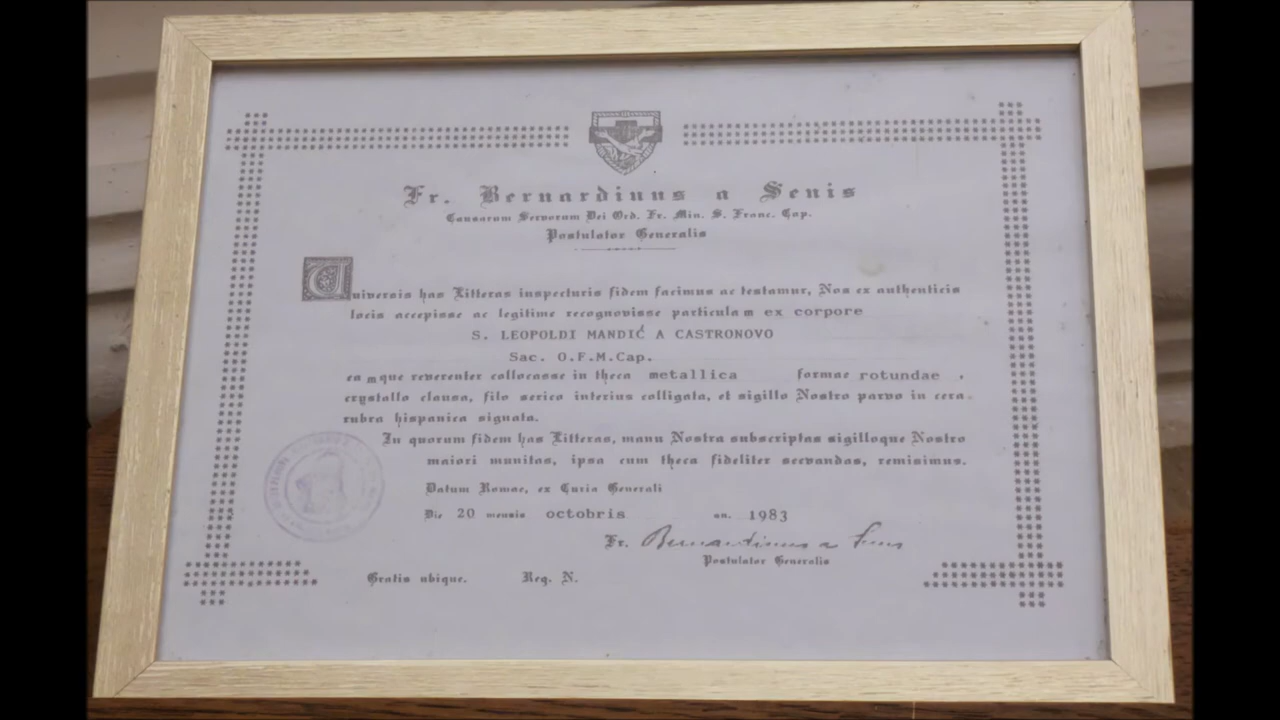 Fr. Bernardinus a Senis
Causarum Servorum Dei Ord. Fr. Min. S. Franc. Cap.
Postulator Generalis
Universis has Litteras inspecturis fidem facimus ac testamur, Nos ex authenticis
locis accepisse ac legitime recognovisse particulam ex corpore
S. LEOPOLDI MANDIĆ A CASTRONOVO
Sac. O.F.M.Cap.
eamque reverenter collocasse in theca metallica formae rotundae .
crystallo clausa, filo serico interius colligata, et sigillo Nostro parvo in cera
rubra hispanica signata.
In quorum fidem has Litteras, manu Nostra subscriptas sigilloque Nostro
maiori munitas, ipsa cum theca fideliter servandas, remisimus.
Datum Romae, ex Curia Generali
Die 20 mensis octobris an. 1983
Fr. Bernardinus a Senis
Postulator Generalis
Gratis ubique. Reg. N.